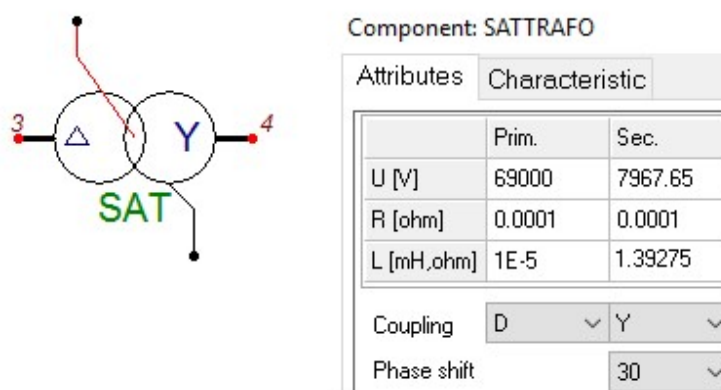 Component: SATTRAFO
Attributes Characteristic
Prim. Sec.
U [V] 69000 7967.65
R [ohm] 0.0001 0.0001
L [mH,ohm] 1E-5 1.39275
Coupling D Y
Phase shift 30
3 Δ Y 4
SAT